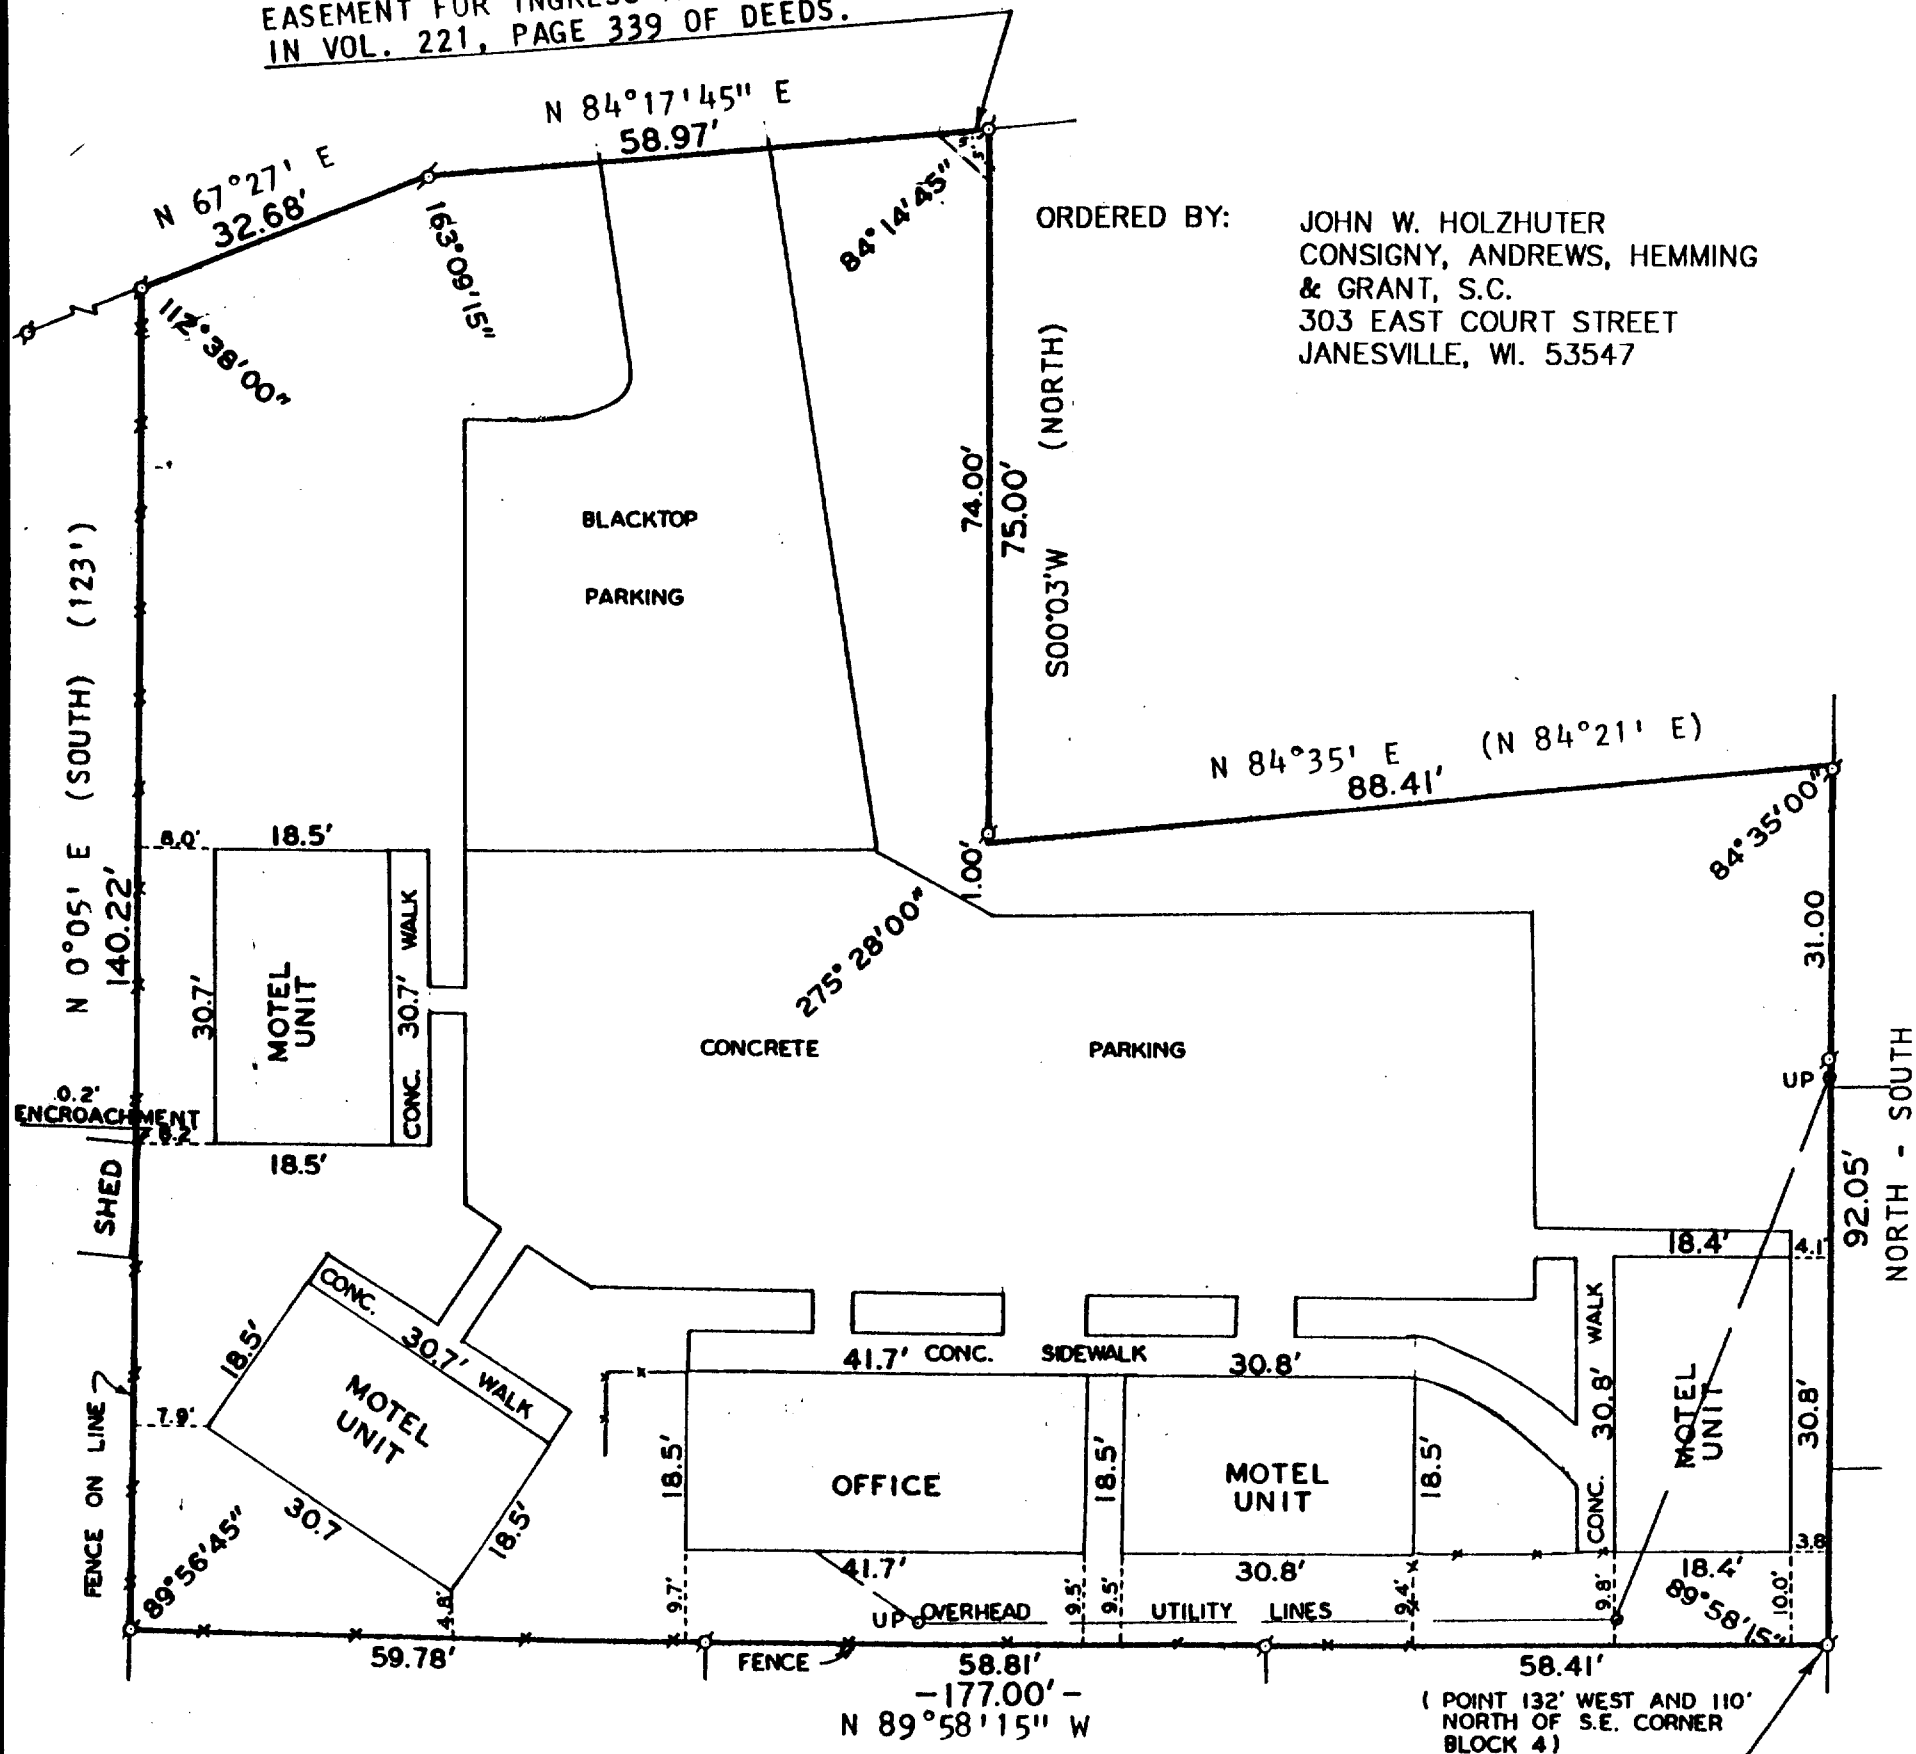 EASEMENT FOR INGRESS
IN VOL. 221, PAGE 339 OF DEEDS.
N 84°17'45" E
58.97'
N 67°27' E
32.68'
163°09'15"
84°14'45"
112°38'00"
ORDERED BY:
JOHN W. HOLZHUTER
CONSIGNY, ANDREWS, HEMMING
& GRANT, S.C.
303 EAST COURT STREET
JANESVILLE, WI. 53547
(NORTH)
S00°03'W
74.00'
75.00'
BLACKTOP
PARKING
N 0°05' E (SOUTH) (123')
140.22'
N 84°35' E (N 84°21' E)
88.41'
84°35'00"
31.00
1.00'
275°28'00"
8.0'
18.5'
30.7'
MOTEL
UNIT
CONC. 30.7' WALK
18.5'
8.2'
0.2'
ENCROACHMENT
SHED
CONCRETE PARKING
UP
92.05'
NORTH - SOUTH
18.4'
4.1'
CONC. 30.8' WALK
MOTEL
UNIT
30.8'
3.8
18.4'
CONC.
30.7' WALK
18.5'
MOTEL
UNIT
30.7
18.5'
7.9'
FENCE ON LINE
89°56'45"
4.8'
41.7' CONC. SIDEWALK 30.8'
18.5'
OFFICE
18.5'
MOTEL
UNIT
18.5'
41.7'
30.8'
9.7'
9.5'
9.5'
9.4'
9.8'
10.0'
89°58'15"
UP OVERHEAD UTILITY LINES
59.78'
FENCE
58.81'
58.41'
-177.00'-
N 89°58'15" W
( POINT 132' WEST AND 110'
NORTH OF S.E. CORNER
BLOCK 4)